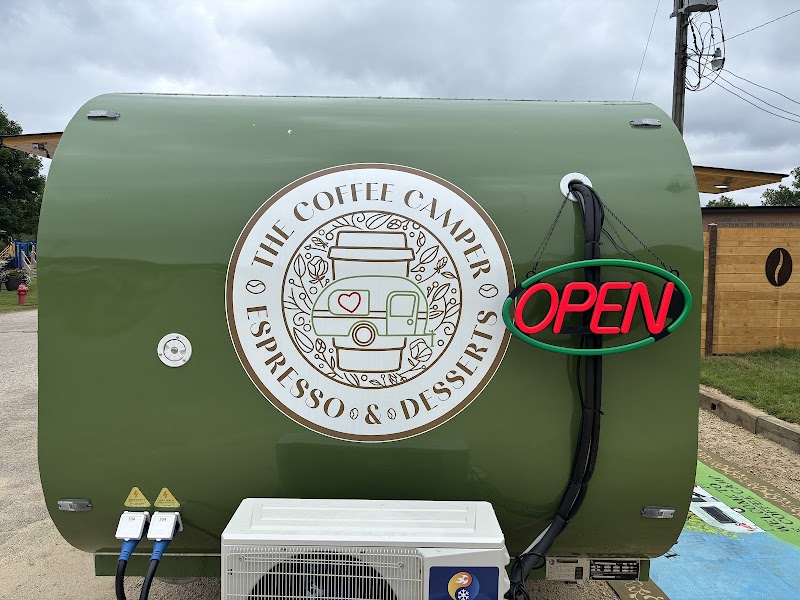 THE COFFEE CAMPER
ESPRESSO & DESSERTS
OPEN